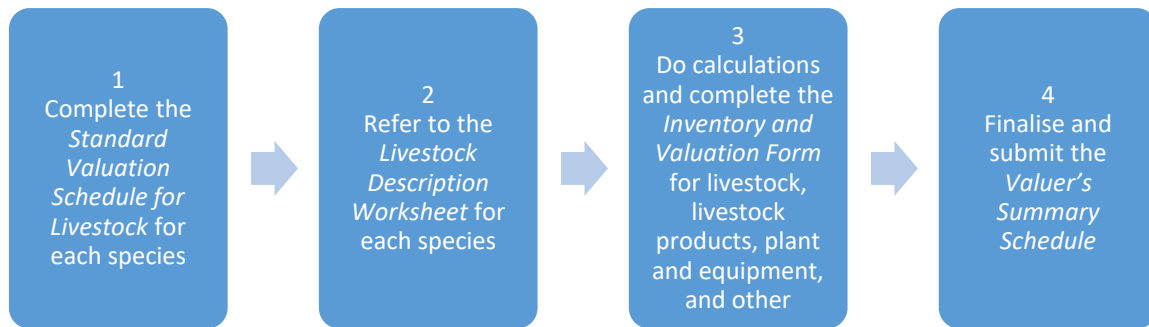 1
Complete the
Standard
Valuation
Schedule for
Livestock for
each species
2
Refer to the
Livestock
Description
Worksheet for
each species
3
Do calculations
and complete the
Inventory and
Valuation Form
for livestock,
livestock
products, plant
and equipment,
and other
4
Finalise and
submit the
Valuer’s
Summary
Schedule